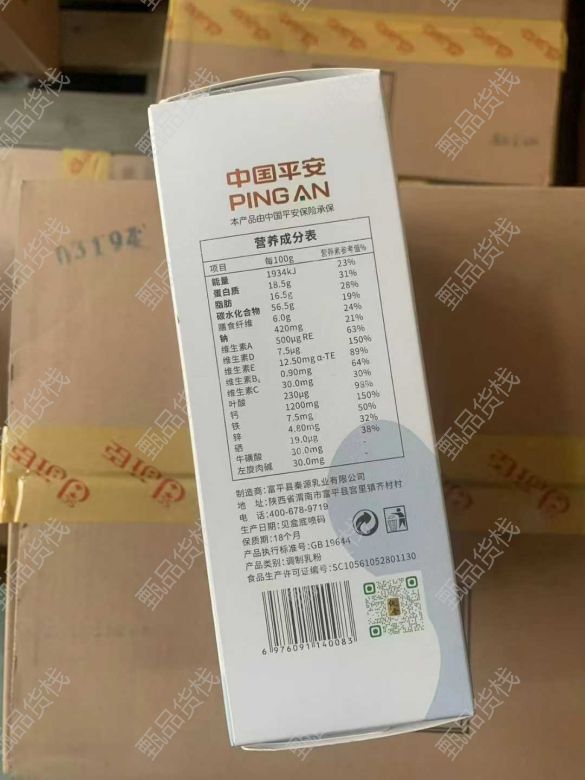 中国平安
PING AN
本产品由中国平安保险承保
营养成分表
项目 每100g 营养素参考值%
能量 1934kJ 23%
蛋白质 18.5g 31%
脂肪 16.5g 28%
碳水化合物 56.5g 19%
膳食纤维 6.0g 24%
钠 420mg 21%
维生素A 500μg RE 63%
维生素D 7.5μg 150%
维生素E 12.50mg α-TE 89%
维生素B₆ 0.90mg 64%
维生素C 30.0mg 30%
叶酸 230μg 98%
钙 1200mg 150%
铁 7.5mg 50%
锌 4.80mg 32%
硒 19.0μg 38%
牛磺酸 30.0mg -
左旋肉碱 30.0mg -
制造商：富平县秦源乳业有限公司
地 址：陕西省渭南市富平县宫里镇齐村村
电 话：400-678-9719
生产日期：见盒底喷码
保质期：18个月
产品执行标准号：GB 19644
产品类别：调制乳粉
食品生产许可证编号：SC10561052801130
6 976091 140083
甄品货栈